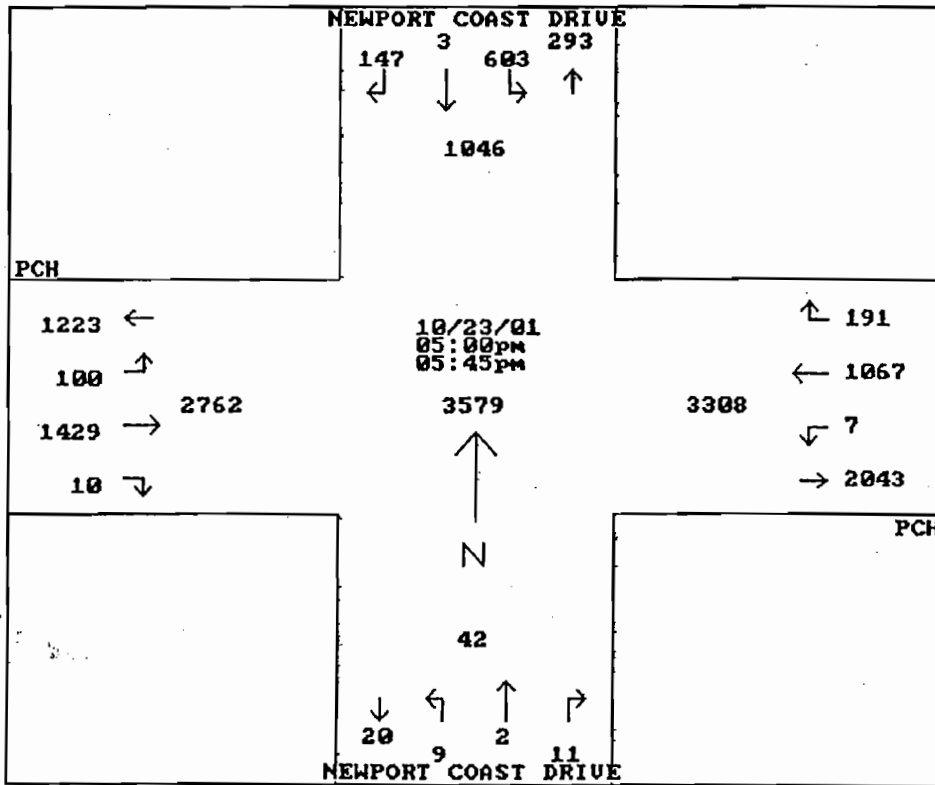 NEWPORT COAST DRIVE
3 293
147 603
1046
PCH
1223 10/23/01 191
05:00pm
05:45pm
100 1067
2762 3579 3308
1429 7
10 2043
PCH
N
42
20 2
9 11
NEWPORT COAST DRIVE